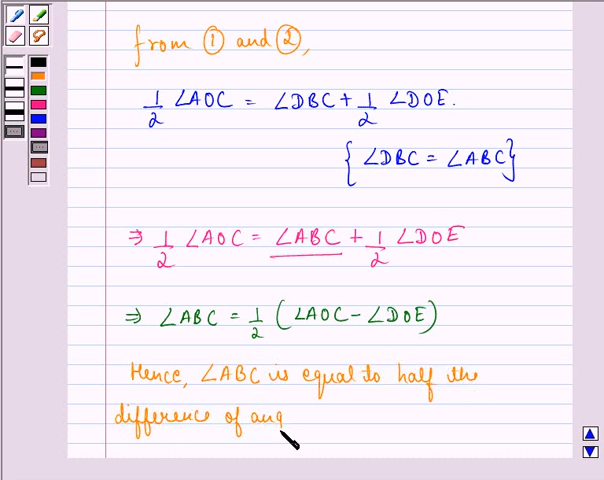 from ① and ②,
1/2 ∠AOC = ∠DBC + 1/2 ∠DOE.
{∠DBC = ∠ABC}
⇒ 1/2 ∠AOC = ∠ABC + 1/2 ∠DOE
⇒ ∠ABC = 1/2 (∠AOC - ∠DOE)
Hence, ∠ABC is equal to half the
difference of ang